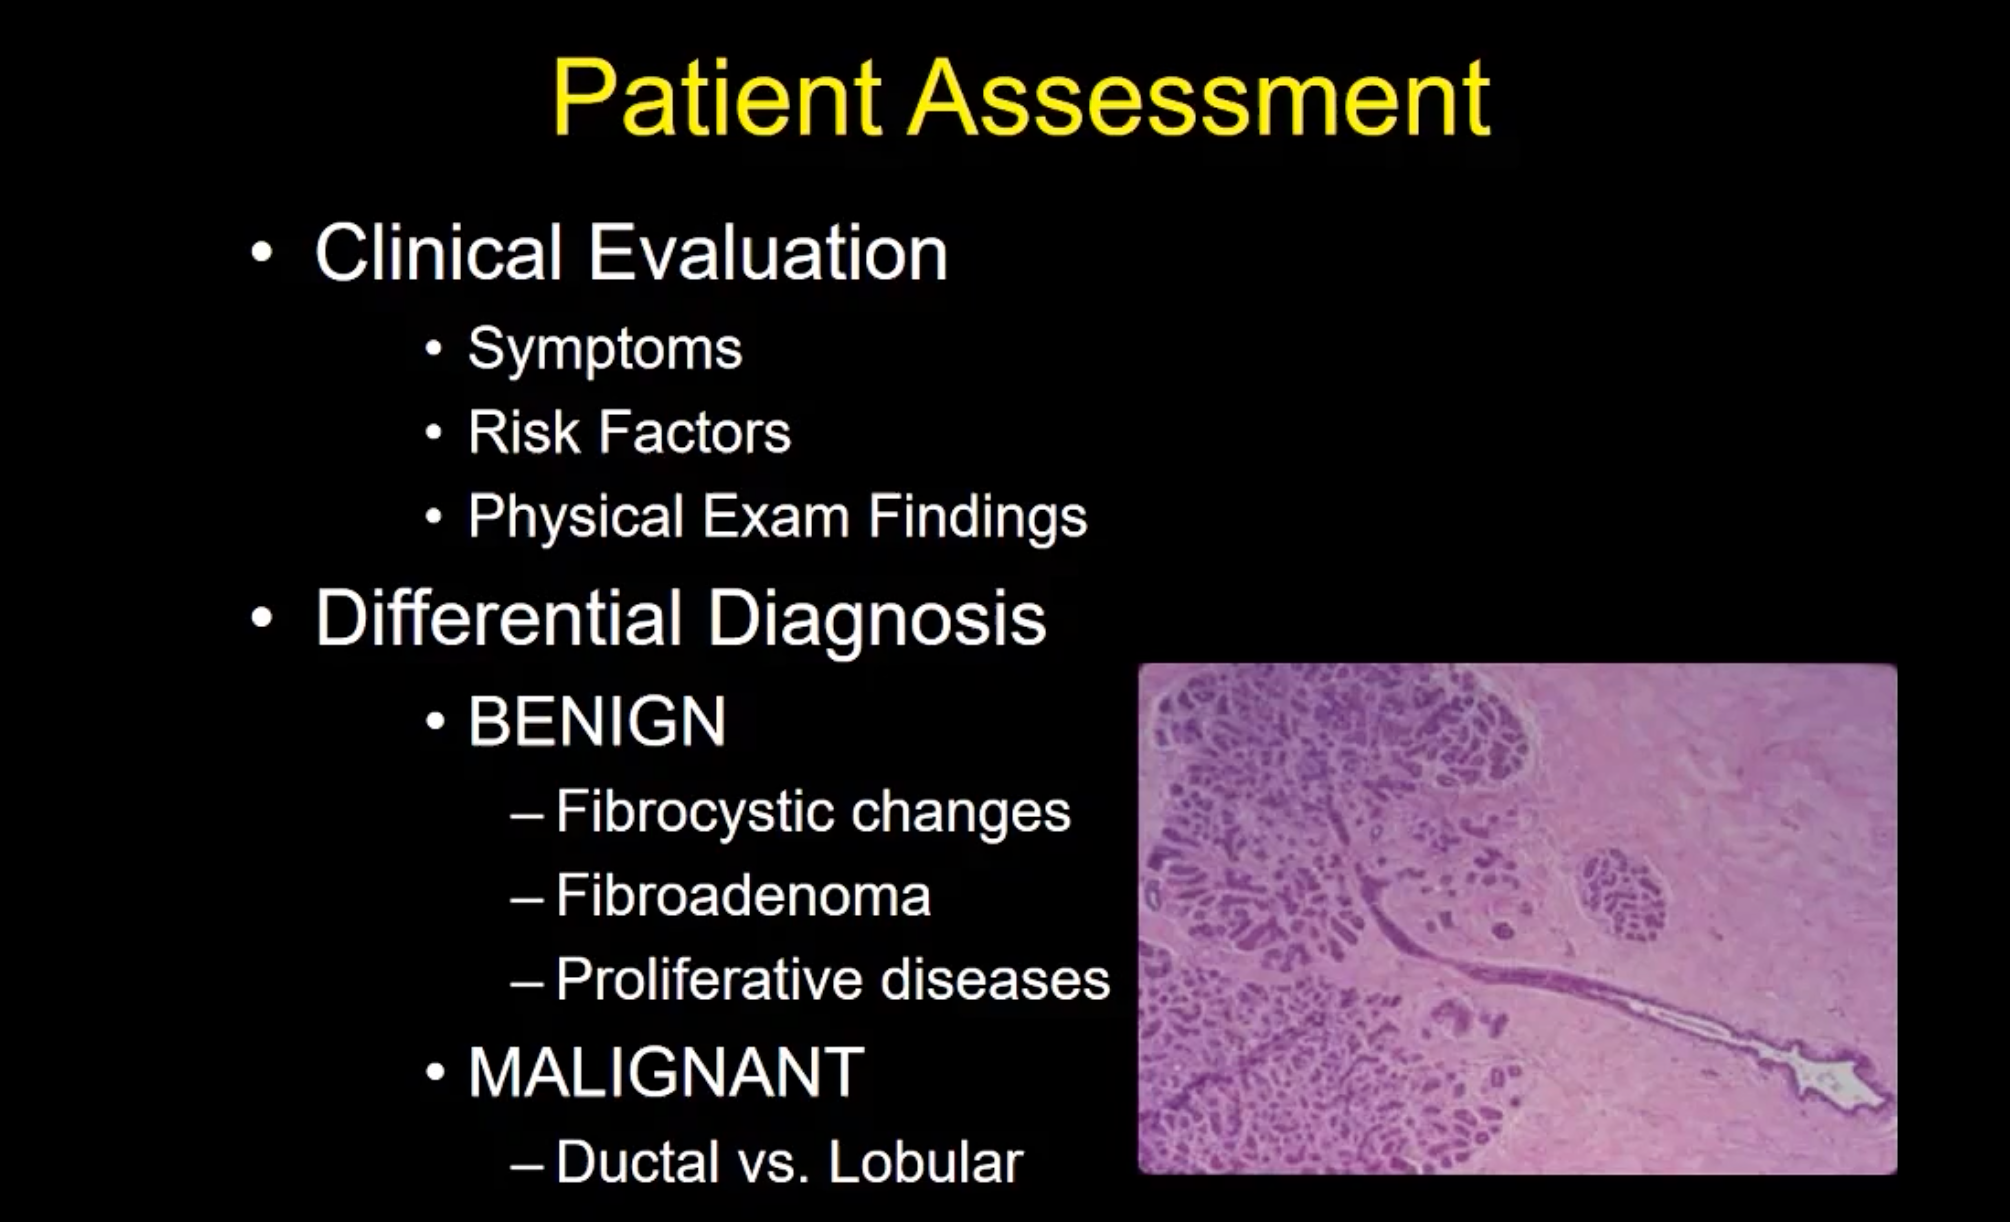 Patient Assessment
• Clinical Evaluation
• Symptoms
• Risk Factors
• Physical Exam Findings
• Differential Diagnosis
• BENIGN
– Fibrocystic changes
– Fibroadenoma
– Proliferative diseases
• MALIGNANT
– Ductal vs. Lobular